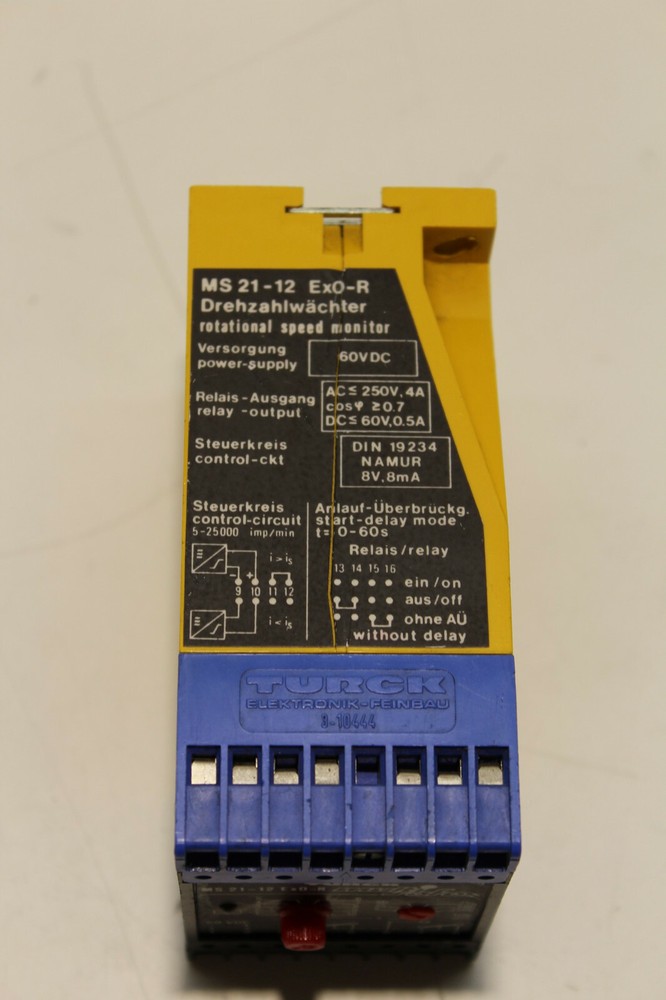 MS 21-12 Ex0-R
Drehzahlwächter
rotational speed monitor
Versorgung
power-supply
60VDC
Relais-Ausgang
relay -output
AC ≤ 250V, 4A
cos φ ≥ 0.7
DC ≤ 60V, 0.5A
Steuerkreis
control-ckt
DIN 19234
NAMUR
8V, 8mA
Steuerkreis
control-circuit
5-25000 imp/min
i > is
- +
9 10 11 12
i < is
Anlauf-Überbrückg.
start-delay mode
t= 0-60s
Relais/relay
13 14 15 16
ein/on
aus/off
ohne AÜ
without delay
TURCK
ELEKTRONIK-FEINBAU
3-10444
MS 21-12 Ex0-R